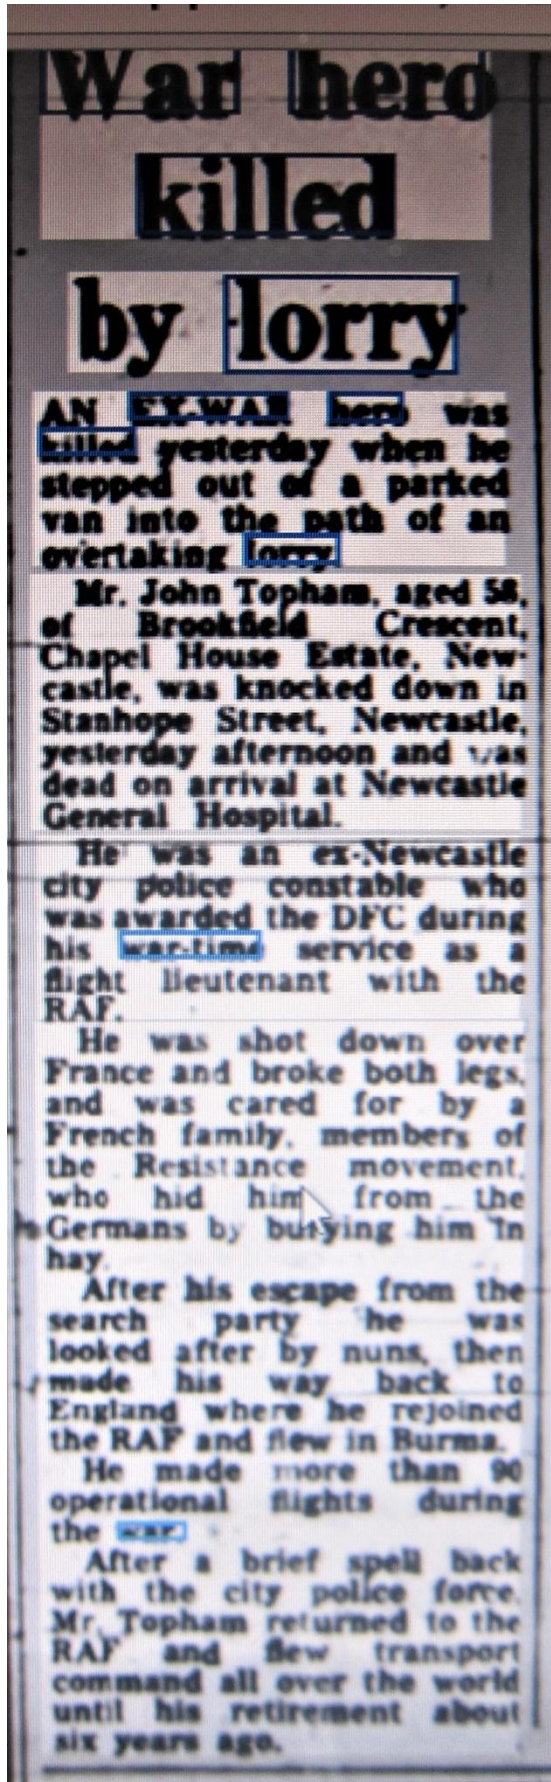 War hero
killed
by lorry
AN EX-WAR hero was
killed yesterday when he
stepped out of a parked
van into the path of an
overtaking lorry.
Mr. John Topham, aged 58,
of Brookfield Crescent,
Chapel House Estate, New-
castle, was knocked down in
Stanhope Street, Newcastle,
yesterday afternoon and was
dead on arrival at Newcastle
General Hospital.
He was an ex-Newcastle
city police constable who
was awarded the DFC during
his war-time service as a
flight lieutenant with the
RAF.
He was shot down over
France and broke both legs,
and was cared for by a
French family, members of
the Resistance movement,
who hid him from the
Germans by burying him in
hay.
After his escape from the
search party he was
looked after by nuns, then
made his way back to
England where he rejoined
the RAF and flew in Burma.
He made more than 90
operational flights during
the war.
After a brief spell back
with the city police force,
Mr. Topham returned to the
RAF and flew transport
command all over the world
until his retirement about
six years ago.